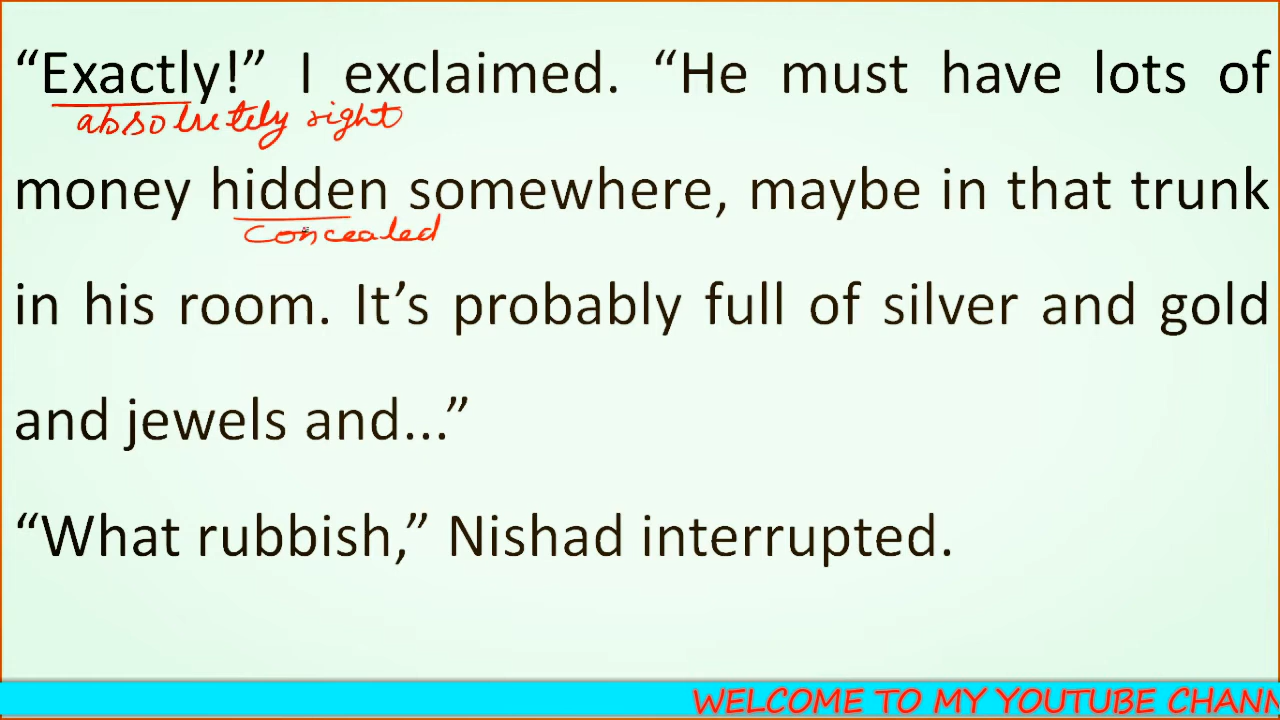 “Exactly!” I exclaimed. “He must have lots of
absolutely right
money hidden somewhere, maybe in that trunk
concealed
in his room. It’s probably full of silver and gold
and jewels and...”
“What rubbish,” Nishad interrupted.
WELCOME TO MY YOUTUBE CHANN